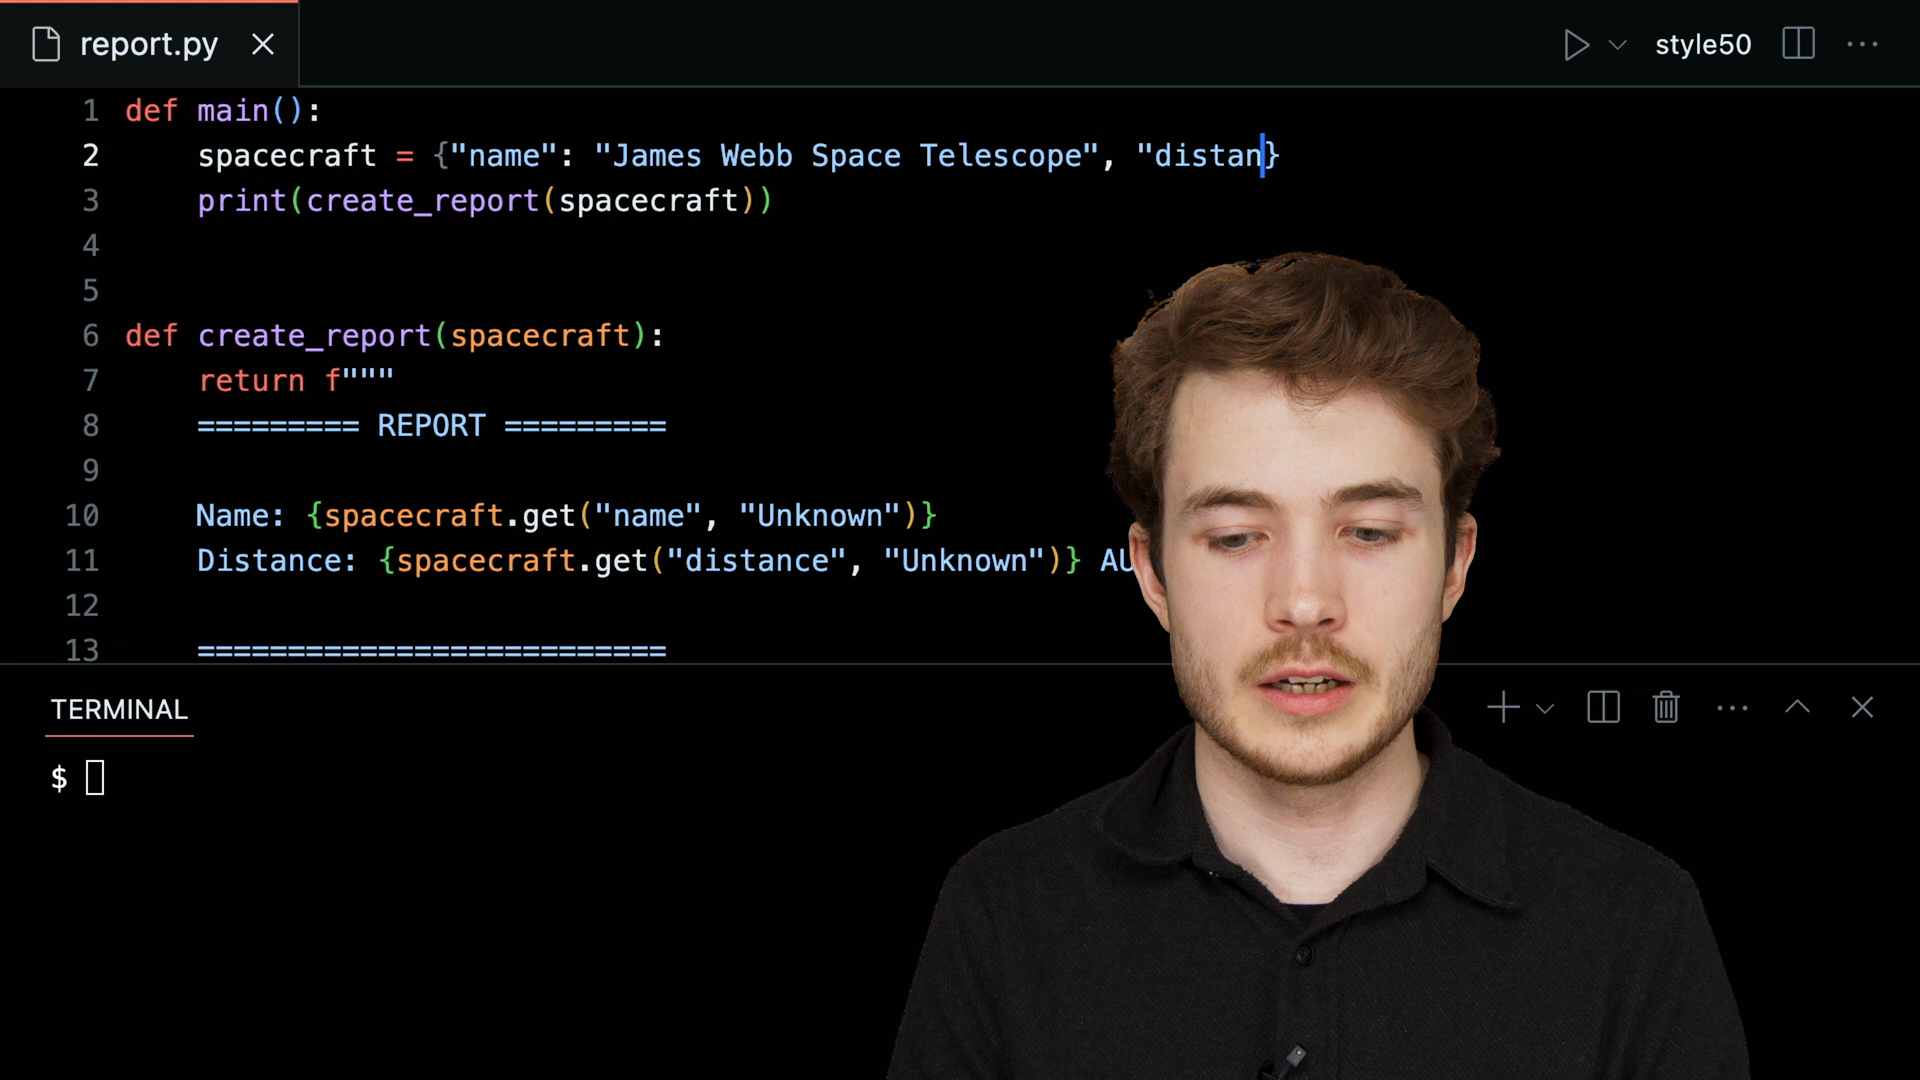 report.py
style50
1 def main():
2 spacecraft = {"name": "James Webb Space Telescope", "distan}
3 print(create_report(spacecraft))
4
5
6 def create_report(spacecraft):
7 return f"""
8 ========= REPORT =========
9
10 Name: {spacecraft.get("name", "Unknown")}
11 Distance: {spacecraft.get("distance", "Unknown")} AU
12
13 ==========================
TERMINAL
$